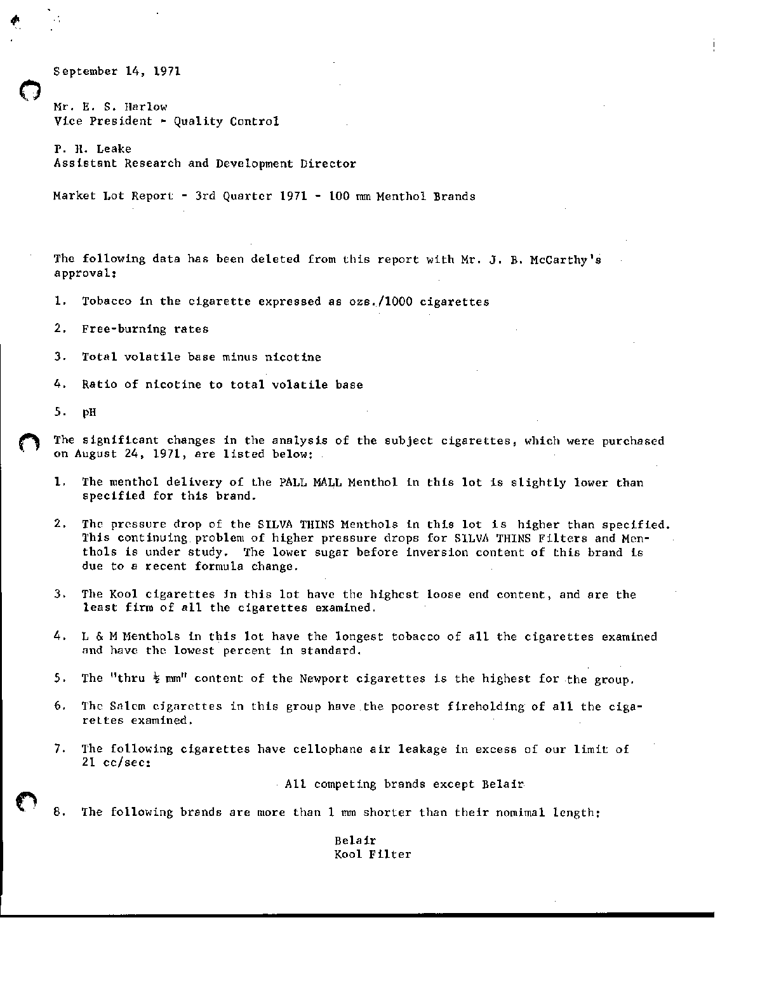 September 14, 1971
Mr. E. S. Harlow
Vice President - Quality Control
P. H. Leake
Assistant Research and Development Director
Market Lot Report - 3rd Quarter 1971 - 100 mm Menthol Brands
The following data has been deleted from this report with Mr. J. B. McCarthy's
approval:
1. Tobacco in the cigarette expressed as ozs./1000 cigarettes
2. Free-burning rates
3. Total volatile base minus nicotine
4. Ratio of nicotine to total volatile base
5. pH
The significant changes in the analysis of the subject cigarettes, which were purchased
on August 24, 1971, are listed below:
1. The menthol delivery of the PALL MALL Menthol in this lot is slightly lower than
specified for this brand.
2. The pressure drop of the SILVA THINS Menthols in this lot is higher than specified.
This continuing problem of higher pressure drops for SILVA THINS Filters and Men-
thols is under study. The lower sugar before inversion content of this brand is
due to a recent formula change.
3. The Kool cigarettes in this lot have the highest loose end content, and are the
least firm of all the cigarettes examined.
4. L & M Menthols in this lot have the longest tobacco of all the cigarettes examined
and have the lowest percent in standard.
5. The "thru ½ mm" content of the Newport cigarettes is the highest for the group.
6. The Salem cigarettes in this group have the poorest fireholding of all the ciga-
rettes examined.
7. The following cigarettes have cellophane air leakage in excess of our limit of
21 cc/sec:
All competing brands except Belair
8. The following brands are more than 1 mm shorter than their nomimal length:
Belair
Kool Filter